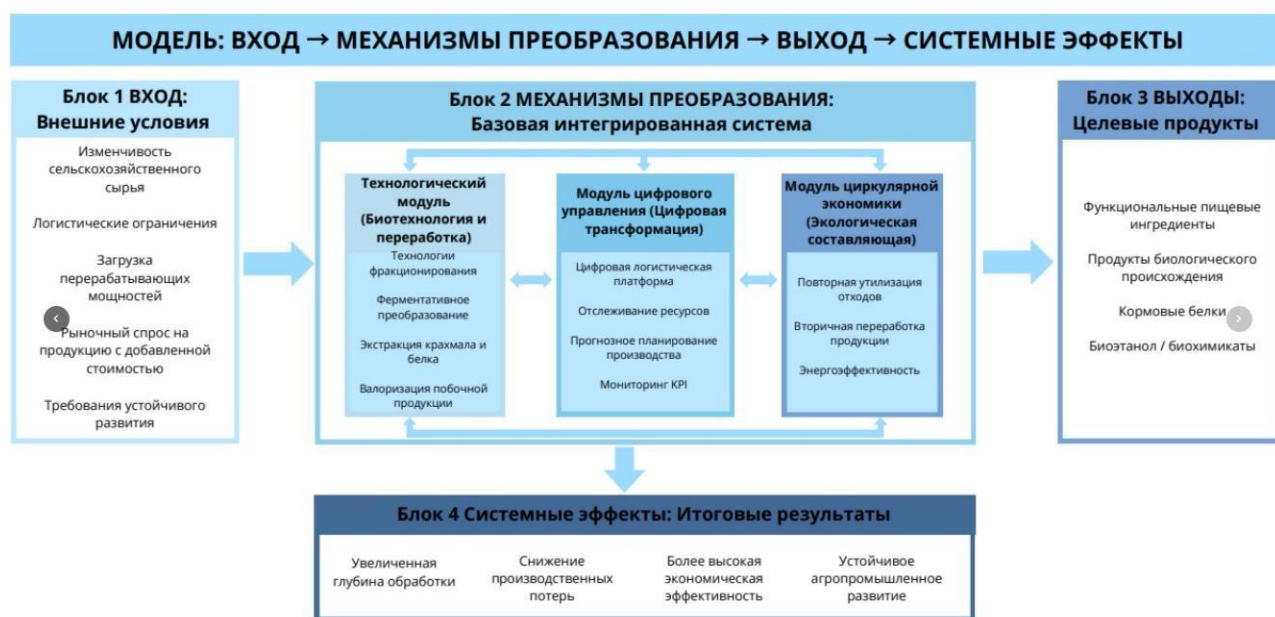 МОДЕЛЬ: ВХОД → МЕХАНИЗМЫ ПРЕОБРАЗОВАНИЯ → ВЫХОД → СИСТЕМНЫЕ ЭФФЕКТЫ
Блок 1 ВХОД:
Внешние условия
Изменчивость
сельскохозяйственного
сырья
Логистические ограничения
Загрузка
перерабатывающих
мощностей
Рыночный спрос на
продукцию с добавленной
стоимостью
Требования устойчивого
развития
Блок 2 МЕХАНИЗМЫ ПРЕОБРАЗОВАНИЯ:
Базовая интегрированная система
Технологический
модуль
(Биотехнология и
переработка)
Технологии
фракционирования
Ферментативное
преобразование
Экстракция крахмала и
белка
Валоризация побочной
продукции
Модуль цифрового
управления (Цифровая
трансформация)
Цифровая логистическая
платформа
Отслеживание ресурсов
Прогнозное планирование
производства
Мониторинг KPI
Модуль циркулярной
экономики
(Экологическая
составляющая)
Повторная утилизация
отходов
Вторичная переработка
продукции
Энергоэффективность
Блок 3 ВЫХОДЫ:
Целевые продукты
Функциональные пищевые
ингредиенты
Продукты биологического
происхождения
Кормовые белки
Биоэтанол / биохимикаты
Блок 4 Системные эффекты: Итоговые результаты
Увеличенная
глубина обработки
Снижение
производственных
потерь
Более высокая
экономическая
эффективность
Устойчивое
агропромышленное
развитие